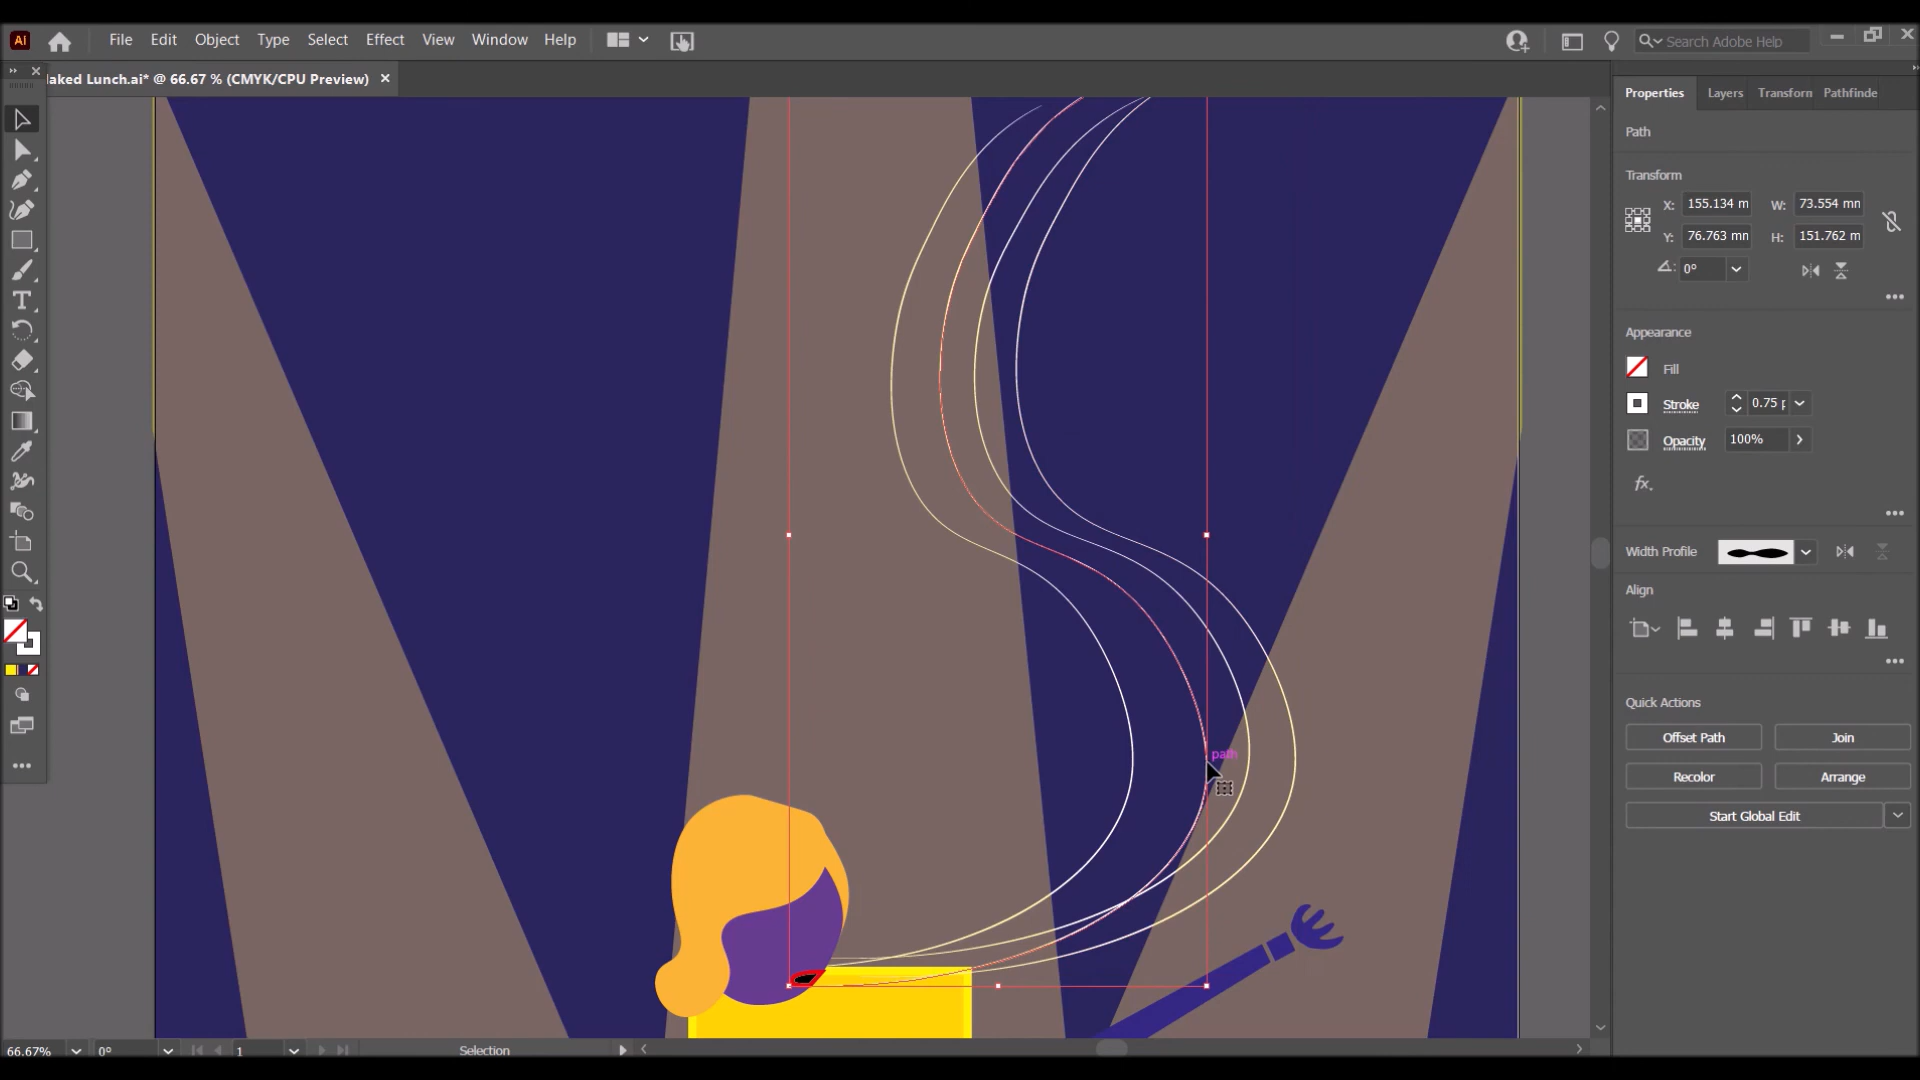 Ai File Edit Object Type Select Effect View Window Help Search Adobe Help
laked Lunch.ai* @ 66.67 % (CMYK/CPU Preview)
Properties Layers Transform Pathfinde
Path
Transform
X: 155.134 m W: 73.554 mm
Y: 76.763 mm H: 151.762 m
0°
Appearance
Fill
Stroke 0.75 p
Opacity 100%
fx.
Width Profile
Align
Quick Actions
Offset Path Join
Recolor Arrange
Start Global Edit
path
66.67% 0° 1 Selection